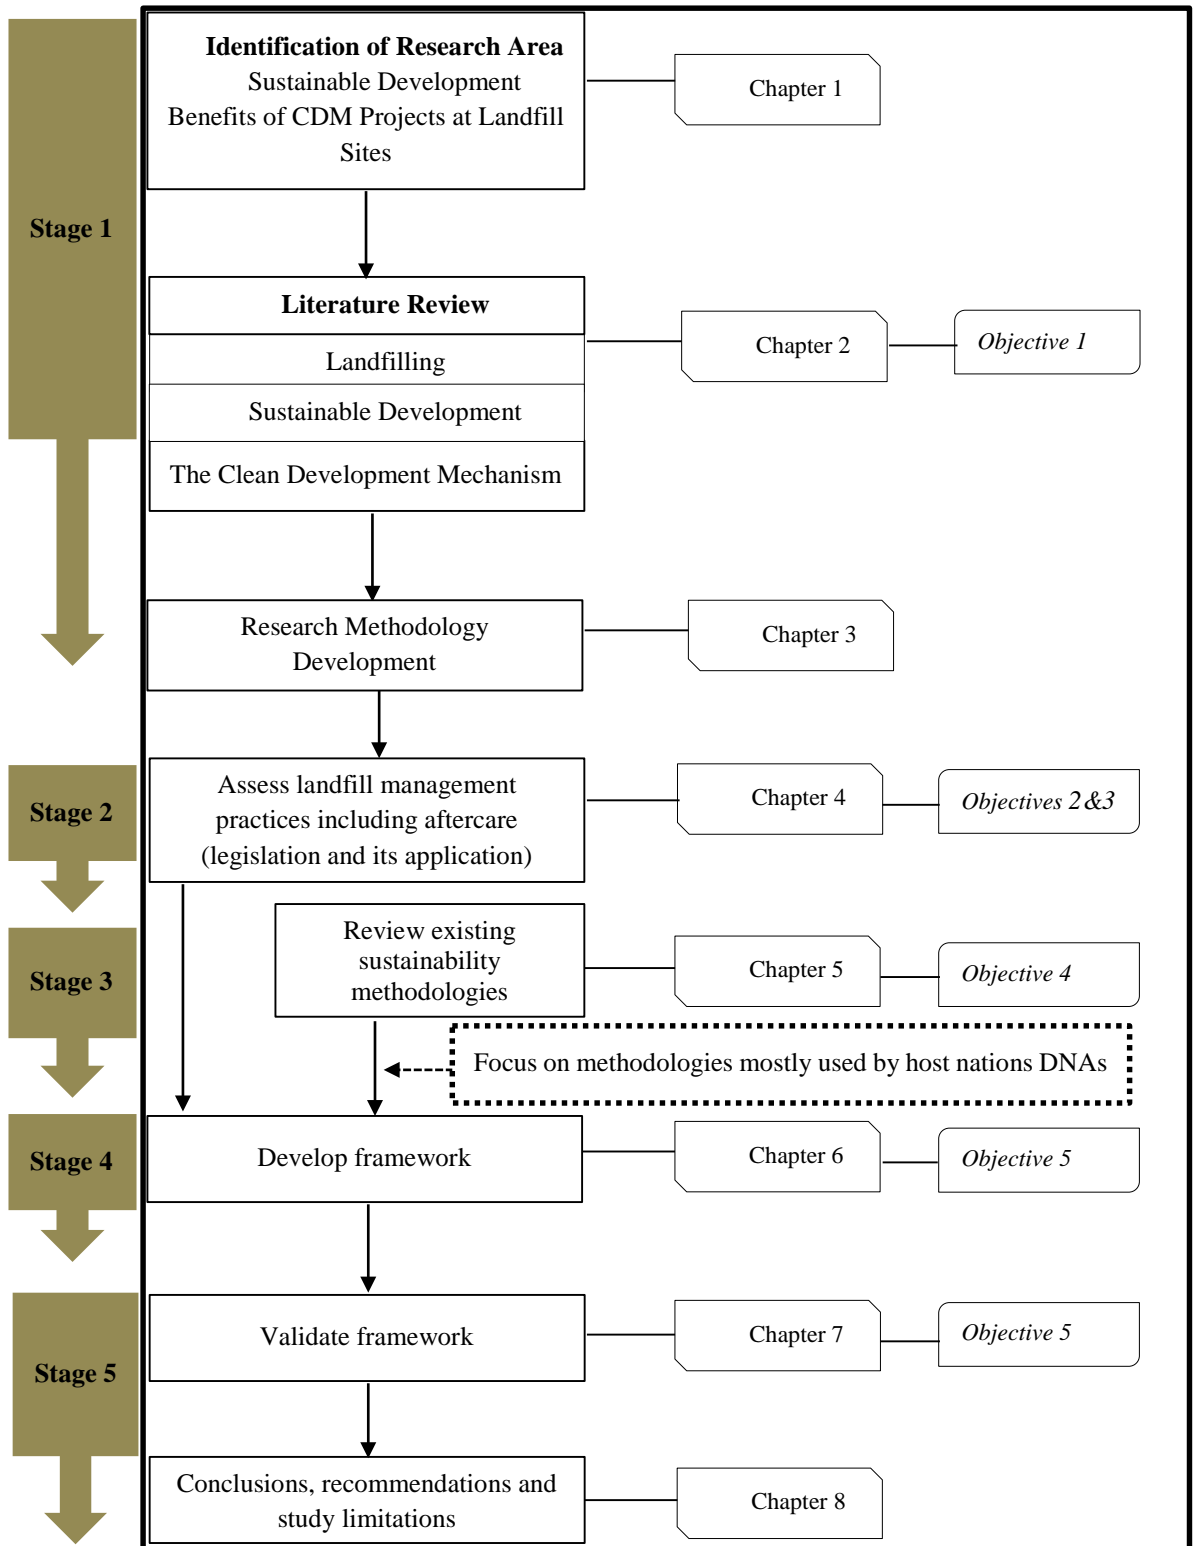 Identification of Research Area
Sustainable Development
Benefits of CDM Projects at Landfill
Sites
Chapter 1
Stage 1
Literature Review
Landfilling
Sustainable Development
The Clean Development Mechanism
Chapter 2
Objective 1
Research Methodology
Development
Chapter 3
Stage 2
Assess landfill management
practices including aftercare
(legislation and its application)
Chapter 4
Objectives 2&3
Stage 3
Review existing
sustainability
methodologies
Chapter 5
Objective 4
Focus on methodologies mostly used by host nations DNAs
Stage 4
Develop framework
Chapter 6
Objective 5
Stage 5
Validate framework
Chapter 7
Objective 5
Conclusions, recommendations and
study limitations
Chapter 8